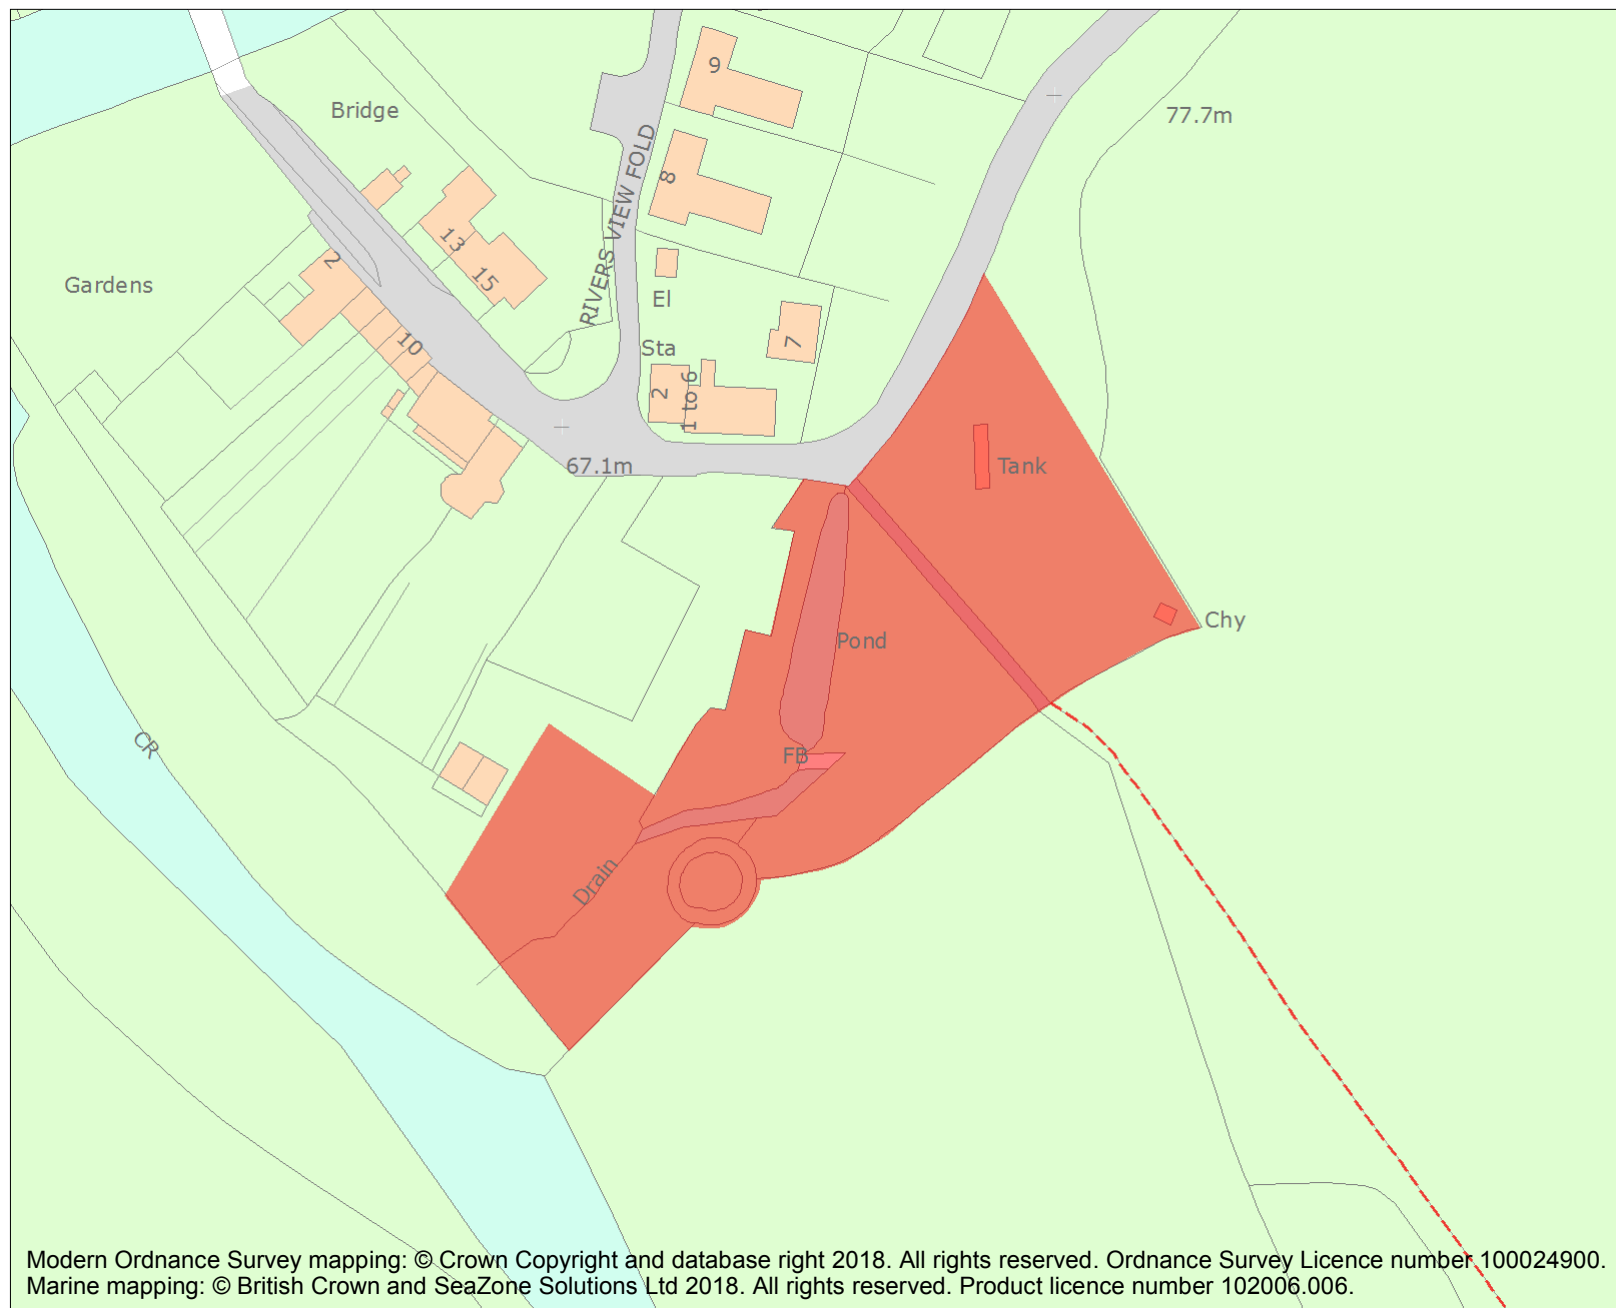 9
Bridge
77.7m
RIVERS VIEW FOLD
8
13
2
15
Gardens
El
Sta
7
10
2
1 to 6
67.1m
Tank
Chy
Pond
CR
FB
Drain
Modern Ordnance Survey mapping: © Crown Copyright and database right 2018. All rights reserved. Ordnance Survey Licence number 100024900.
Marine mapping: © British Crown and SeaZone Solutions Ltd 2018. All rights reserved. Product licence number 102006.006.